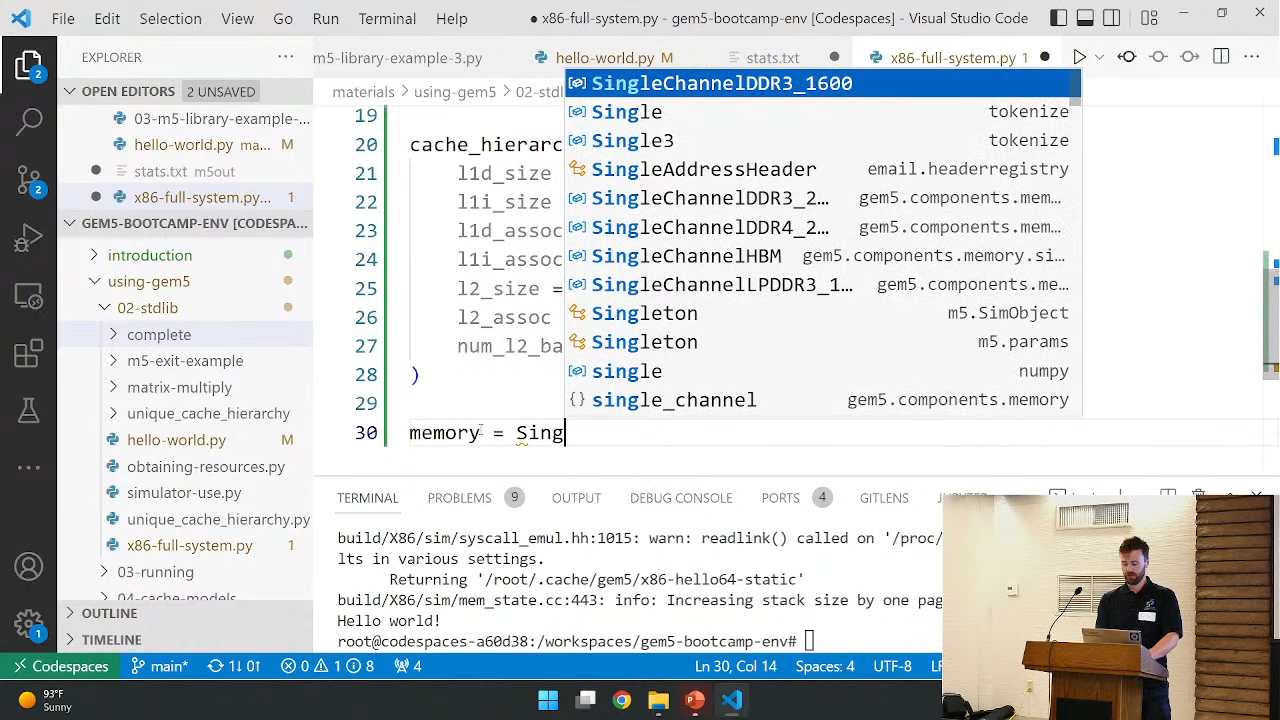 File Edit Selection View Go Run Terminal Help
x86-full-system.py - gem5-bootcamp-env [Codespaces] - Visual Studio Code
EXPLORER
OPEN EDITORS 2 UNSAVED
03-m5-library-example-...
hello-world.py ma... M
stats.txt m5out
x86-full-system.py... 1
GEM5-BOOTCAMP-ENV [CODESPA...
introduction
using-gem5
02-stdlib
complete
m5-exit-example
matrix-multiply
unique_cache_hierarchy
hello-world.py M
obtaining-resources.py
simulator-use.py
unique_cache_hierarchy.py
x86-full-system.py 1
03-running
04-cache-models
OUTLINE
TIMELINE
2
2
1
m5-library-example-3.py hello-world.py M stats.txt x86-full-system.py 1
materials > using-gem5 > 02-stdl
19
20 cache_hierarc
21 l1d_size
22 l1i_size
23 l1d_assoc
24 l1i_assoc
25 l2_size =
26 l2_assoc
27 num_l2_ba
28 )
29
30 memory = Sing
SingleChannelDDR3_1600
Single tokenize
Single3 tokenize
SingleAddressHeader email.headerregistry
SingleChannelDDR3_2... gem5.components.mem...
SingleChannelDDR4_2... gem5.components.mem...
SingleChannelHBM gem5.components.memory.si...
SingleChannelLPDDR3_1... gem5.components.me...
Singleton m5.SimObject
Singleton m5.params
single numpy
single_channel gem5.components.memory
TERMINAL PROBLEMS 9 OUTPUT DEBUG CONSOLE PORTS 4 GITLENS JUPYTER
build/X86/sim/syscall_emul.hh:1015: warn: readlink() called on '/proc/
lts in various settings.
Returning '/root/.cache/gem5/x86-hello64-static'
build/X86/sim/mem_state.cc:443: info: Increasing stack size by one pag
Hello world!
root@codespaces-a60d38:/workspaces/gem5-bootcamp-env#
Codespaces main* 1↓ 0↑ 0 1 8 4 Ln 30, Col 14 Spaces: 4 UTF-8 LF
93°F
Sunny